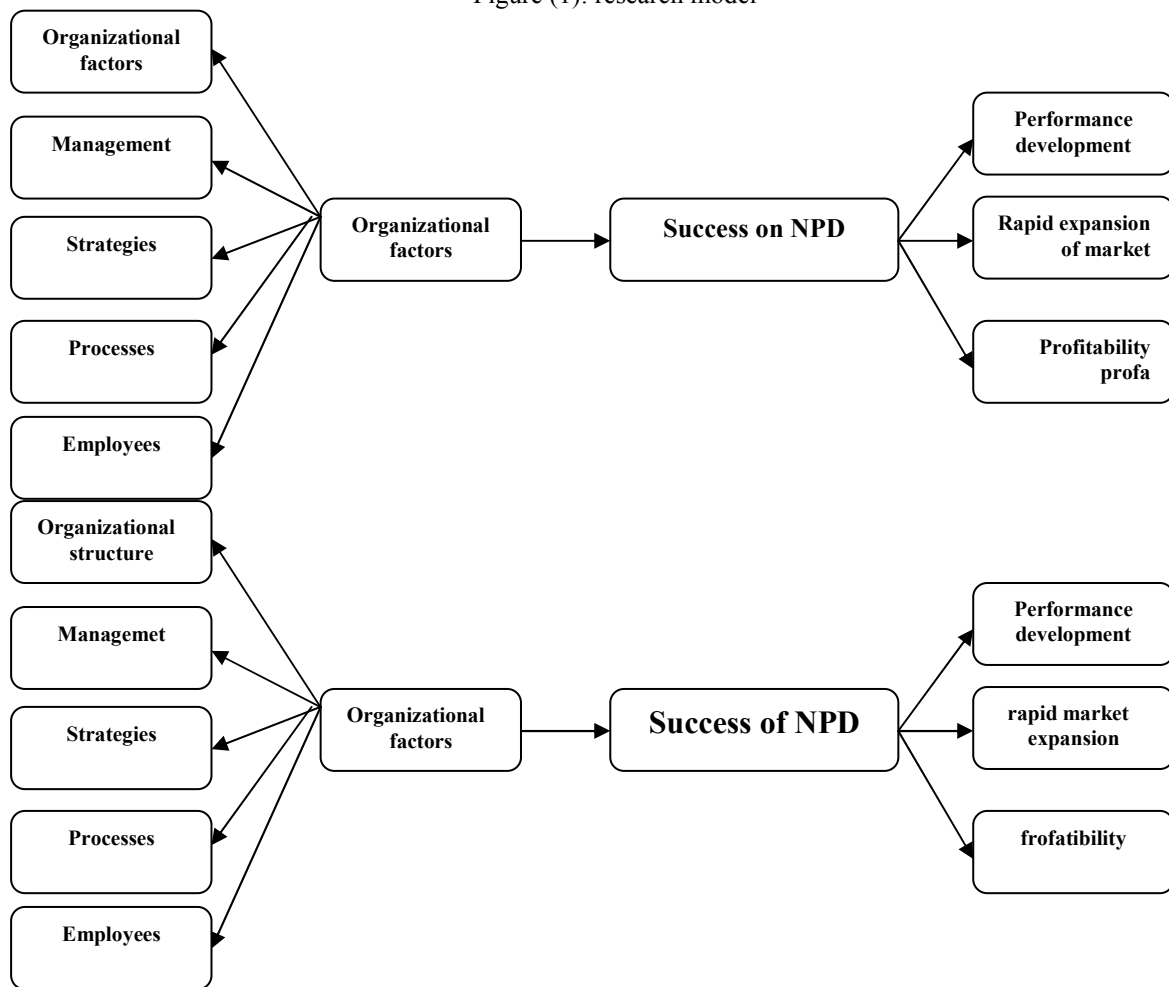 Figure (1): research model
Organizational
factors
Management
Strategies
Processes
Employees
Organizational
factors
Success on NPD
Performance
development
Rapid expansion
of market
Profitability
profa
Organizational
structure
Managemet
Strategies
Processes
Employees
Organizational
factors
Success of NPD
Performance
development
rapid market
expansion
frofatibility